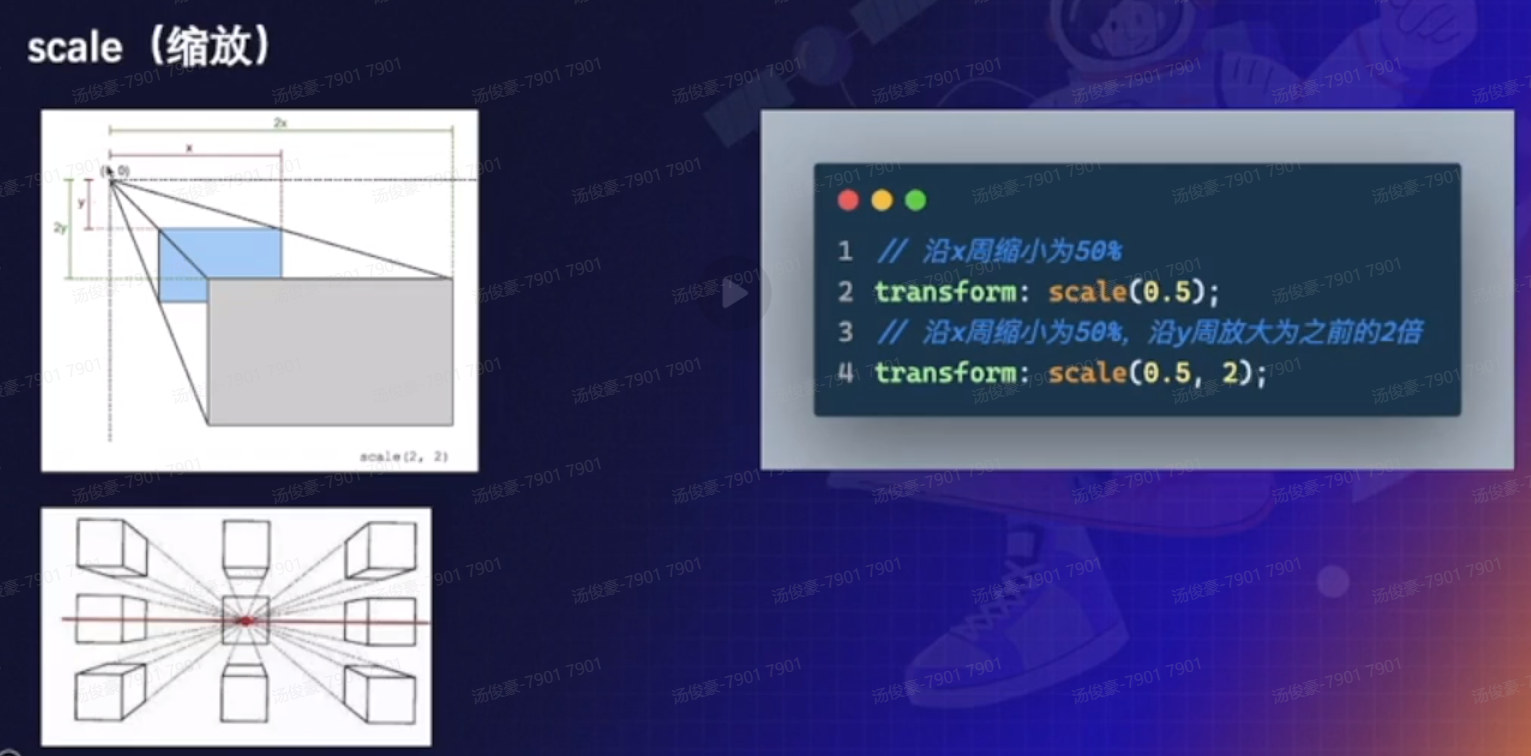 scale（缩放）
2x
x
y
2y
scale(2, 2)
1 // 沿x周缩小为50%
2 transform: scale(0.5);
3 // 沿x周缩小为50%, 沿y周放大为之前的2倍
4 transform: scale(0.5, 2);
汤俊豪-7901 7901